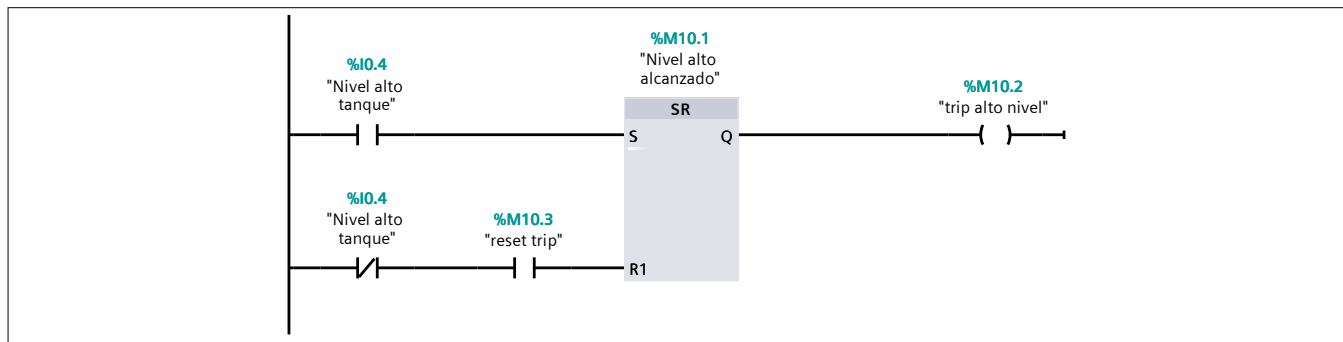 %M10.1
"Nivel alto
alcanzado"
%I0.4
"Nivel alto
tanque"
%M10.2
"trip alto nivel"
SR
S
Q
%I0.4
"Nivel alto
tanque"
%M10.3
"reset trip"
R1